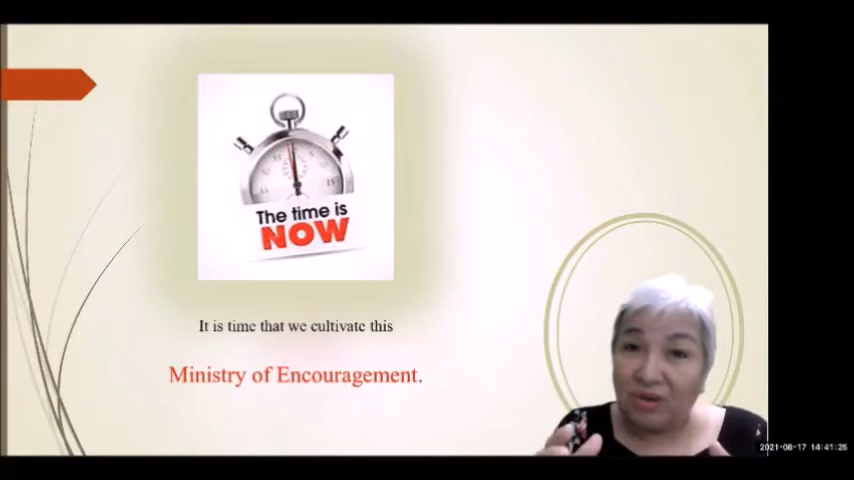 The time is
NOW
It is time that we cultivate this
Ministry of Encouragement.
2021-08-17 14:41:25